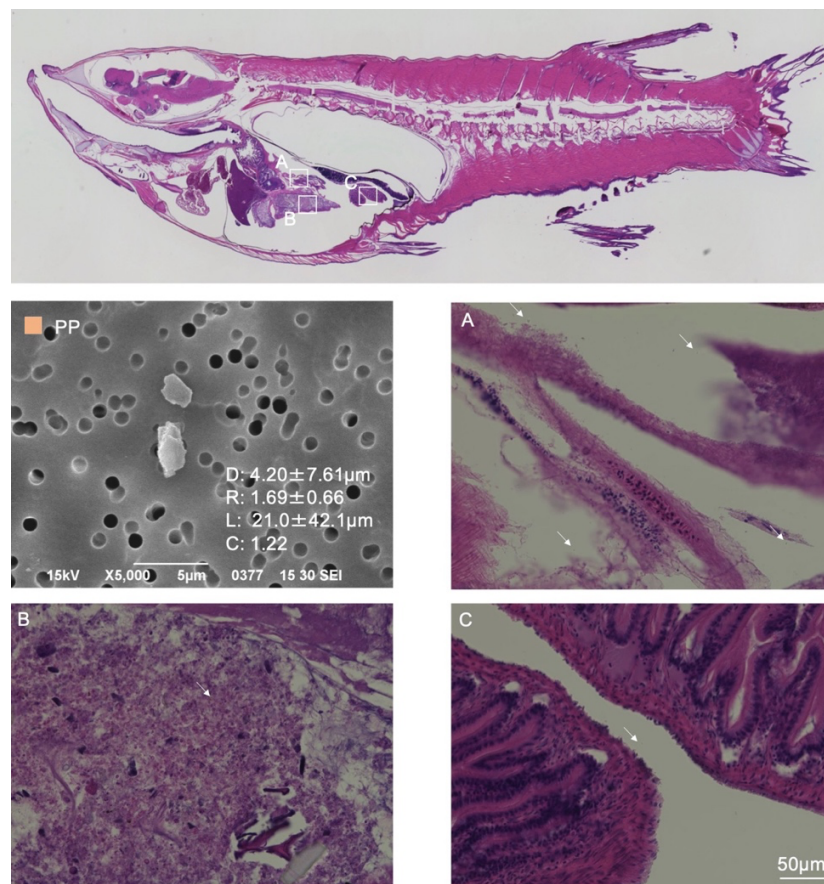 A
B
C
PP
D: 4.20±7.61μm
R: 1.69±0.66
L: 21.0±42.1μm
C: 1.22
15kV X5,000 5μm 0377 15 30 SEI
A
B
C
50μm